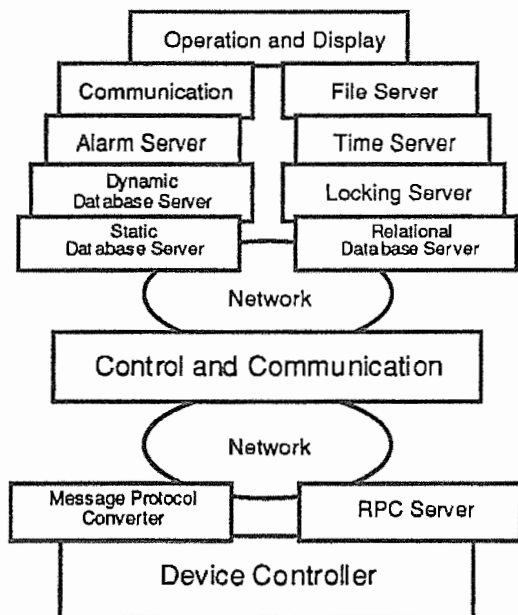 Operation and Display
Communication
File Server
Alarm Server
Time Server
Dynamic
Database Server
Locking Server
Static
Database Server
Relational
Database Server
Network
Control and Communication
Network
Message Protocol
Converter
RPC Server
Device Controller